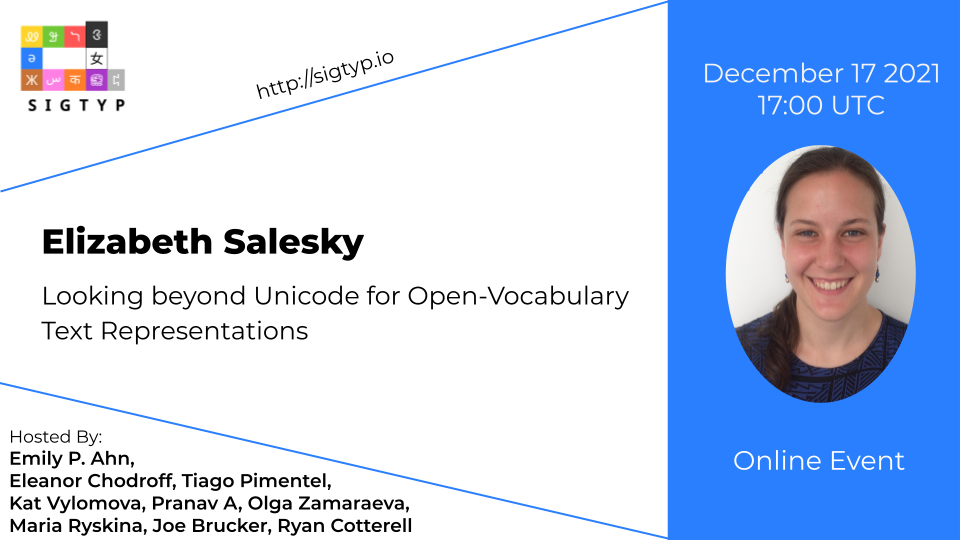 SIGTYP
http://sigtyp.io
December 17 2021
17:00 UTC
Elizabeth Salesky
Looking beyond Unicode for Open-Vocabulary
Text Representations
Hosted By:
Emily P. Ahn,
Eleanor Chodroff, Tiago Pimentel,
Kat Vylomova, Pranav A, Olga Zamaraeva,
Maria Ryskina, Joe Brucker, Ryan Cotterell
Online Event